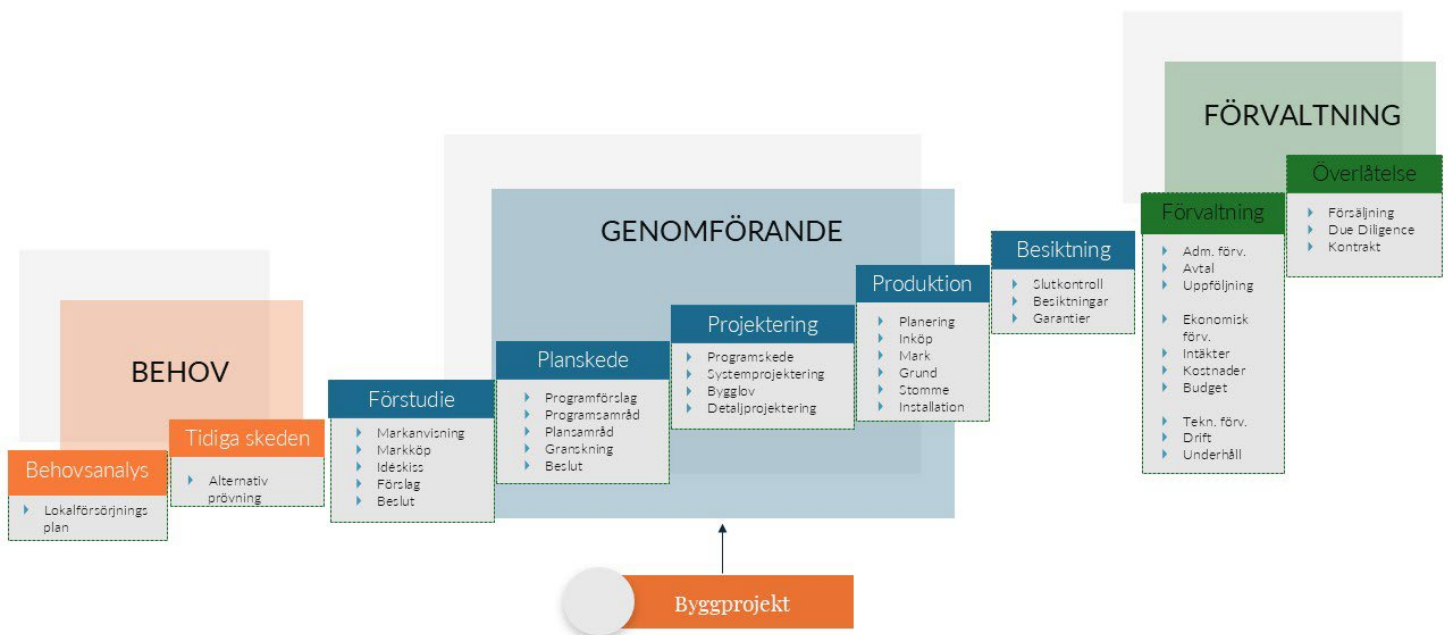 BEHOV
Behovsanalys
Lokalförsörjnings
plan
Tidiga skeden
Alternativ
prövning
GENOMFÖRANDE
Förstudie
Markanvisning
Markköp
Idéskiss
Förslag
Beslut
Planskede
Programförslag
Programsamråd
Plansamråd
Granskning
Beslut
Projektering
Programskede
Systemprojektering
Bygglov
Detaljprojektering
Produktion
Planering
Inköp
Mark
Grund
Stomme
Installation
Besiktning
Slutkontroll
Besiktningar
Garantier
FÖRVALTNING
Förvaltning
Adm. förv.
Avtal
Uppföljning
Ekonomisk
förv.
Intäkter
Kostnader
Budget
Tekn. förv.
Drift
Underhåll
Överlåtelse
Försäljning
Due Diligence
Kontrakt
Byggprojekt